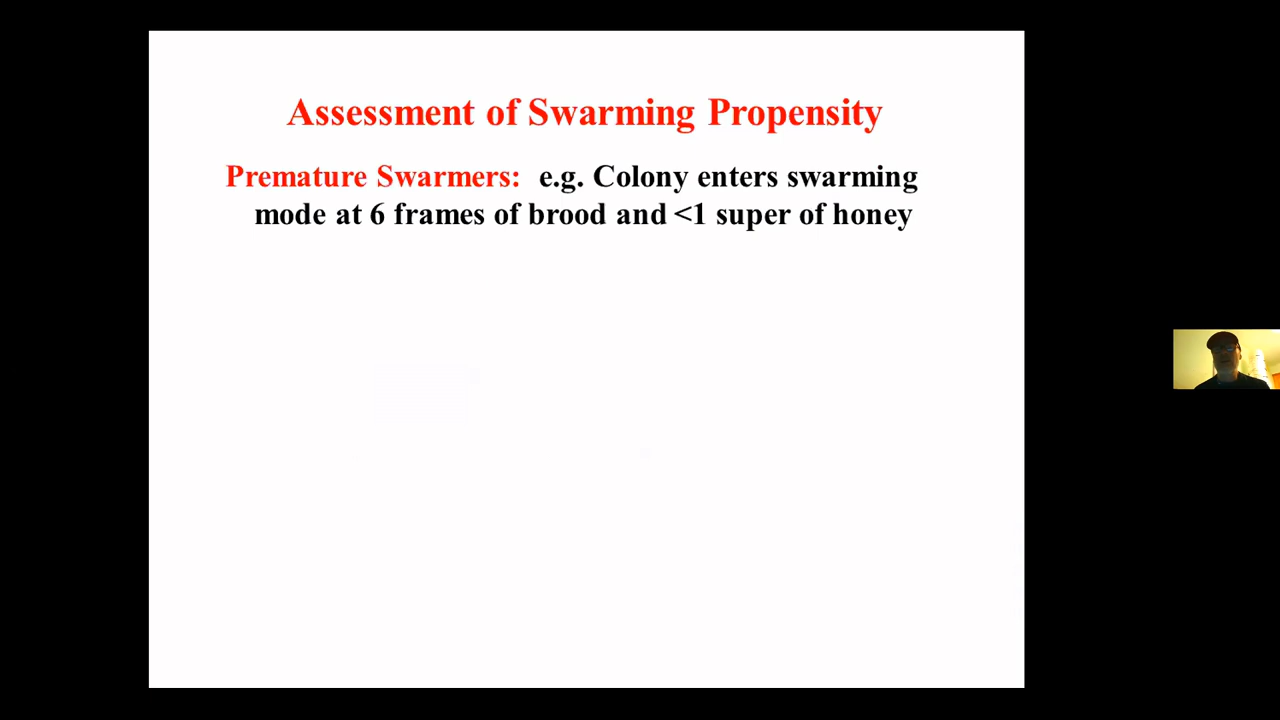 Assessment of Swarming Propensity
Premature Swarmers: e.g. Colony enters swarming
mode at 6 frames of brood and <1 super of honey